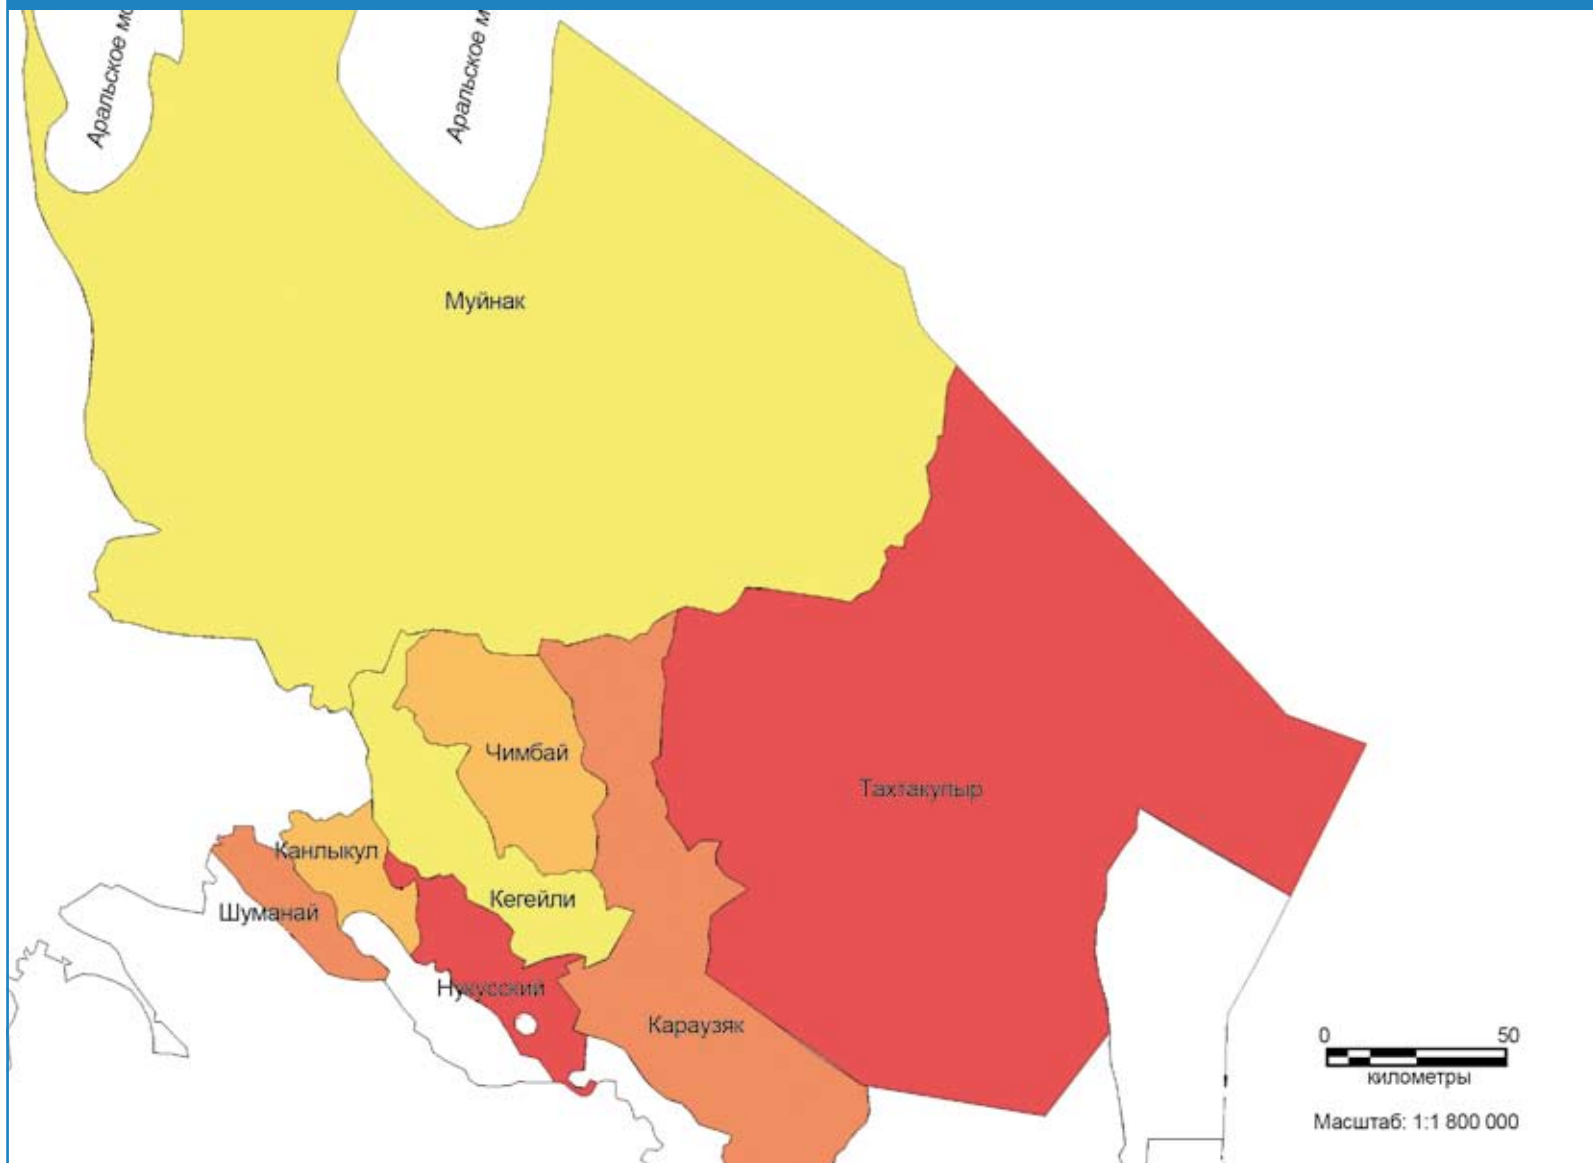 Аральское мо
Аральское м
Муйнак
Чимбай
Тахтакупыр
Канлыкул
Кегейли
Шуманай
Нукусский
Караузяк
0 50
километры
Масштаб: 1:1 800 000